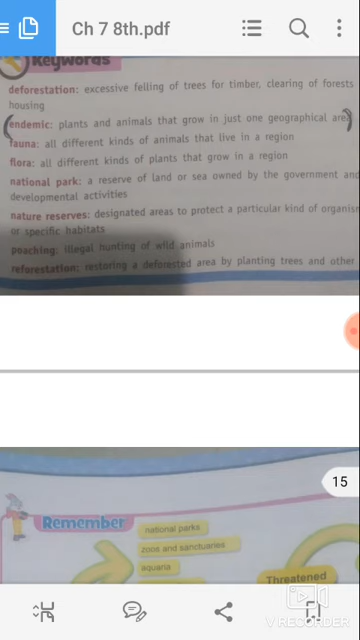 Ch 7 8th.pdf
Keywords
deforestation: excessive felling of trees for timber, clearing of forests
housing
endemic: plants and animals that grow in just one geographical area
fauna: all different kinds of animals that live in a region
flora: all different kinds of plants that grow in a region
national park: a reserve of land or sea owned by the government and
developmental activities
nature reserves: designated areas to protect a particular kind of organism
or specific habitats
poaching: illegal hunting of wild animals
reforestation: restoring a deforested area by planting trees and other
15
Remember
national parks
zoos and sanctuaries
aquaria
Threatened
V RECORDER